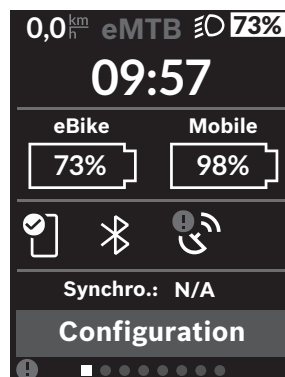 0,0 km/h eMTB 73%
09:57
eBike Mobile
73% 98%
Synchro.: N/A
Configuration